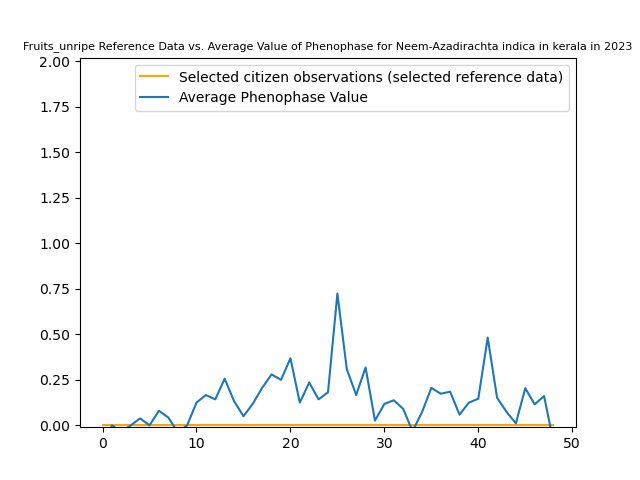 Fruits_unripe Reference Data vs. Average Value of Phenophase for Neem-Azadirachta indica in kerala in 2023
Selected citizen observations (selected reference data)
Average Phenophase Value
2.00
1.75
1.50
1.25
1.00
0.75
0.50
0.25
0.00
0 10 20 30 40 50